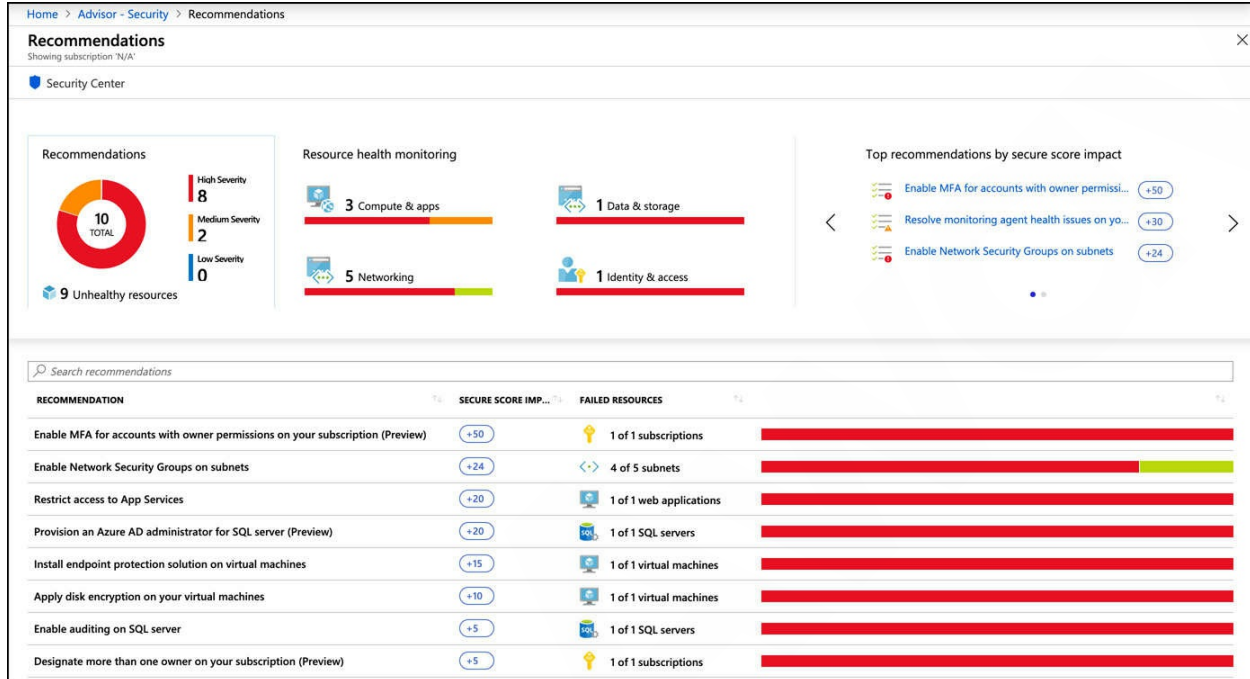 Home > Advisor - Security > Recommendations
Recommendations
Showing subscription 'N/A'
Security Center
Recommendations
10
TOTAL
High Severity
8
Medium Severity
2
Low Severity
0
9 Unhealthy resources
Resource health monitoring
3 Compute & apps
1 Data & storage
5 Networking
1 Identity & access
Top recommendations by secure score impact
Enable MFA for accounts with owner permissi... +50
Resolve monitoring agent health issues on yo... +30
Enable Network Security Groups on subnets +24
Search recommendations
RECOMMENDATION SECURE SCORE IMP... FAILED RESOURCES
Enable MFA for accounts with owner permissions on your subscription (Preview) +50 1 of 1 subscriptions
Enable Network Security Groups on subnets +24 4 of 5 subnets
Restrict access to App Services +20 1 of 1 web applications
Provision an Azure AD administrator for SQL server (Preview) +20 SQL 1 of 1 SQL servers
Install endpoint protection solution on virtual machines +15 1 of 1 virtual machines
Apply disk encryption on your virtual machines +10 1 of 1 virtual machines
Enable auditing on SQL server +5 SQL 1 of 1 SQL servers
Designate more than one owner on your subscription (Preview) +5 1 of 1 subscriptions